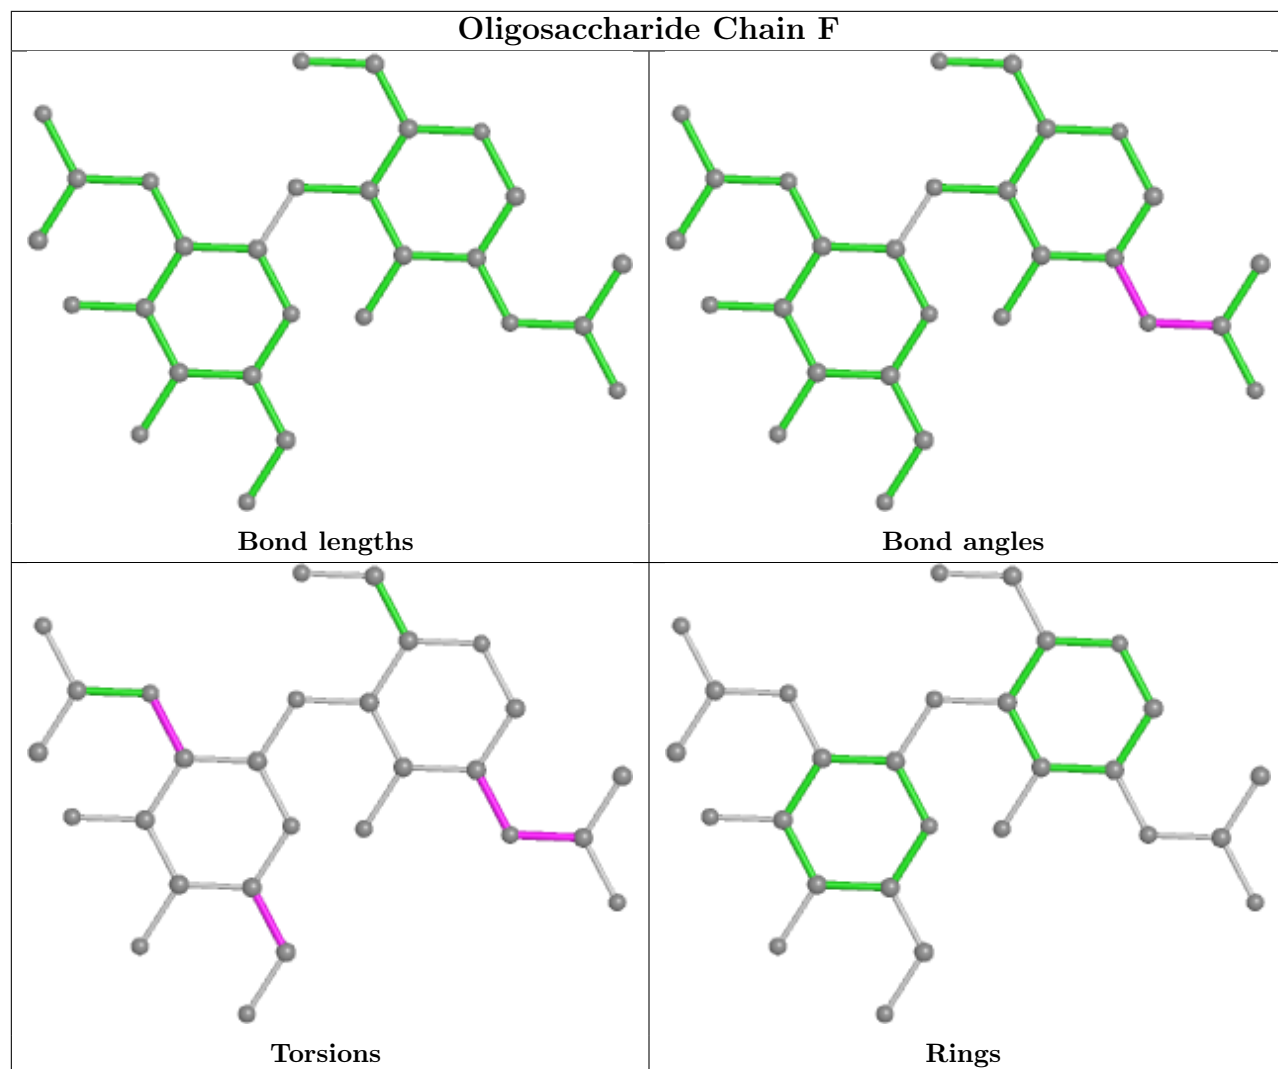 Oligosaccharide Chain F
Bond lengths
Bond angles
Torsions
Rings